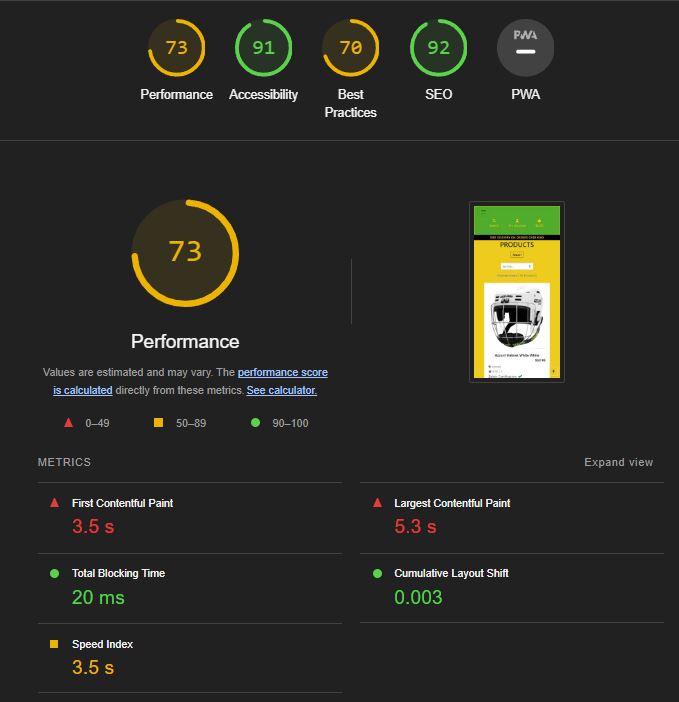 73
91
70
92
PWA
Performance
Accessibility
Best
Practices
SEO
PWA
73
Performance
Values are estimated and may vary. The performance score
is calculated directly from these metrics. See calculator.
0–49
50–89
90–100
PRODUCTS
METRICS
Expand view
First Contentful Paint
3.5 s
Largest Contentful Paint
5.3 s
Total Blocking Time
20 ms
Cumulative Layout Shift
0.003
Speed Index
3.5 s